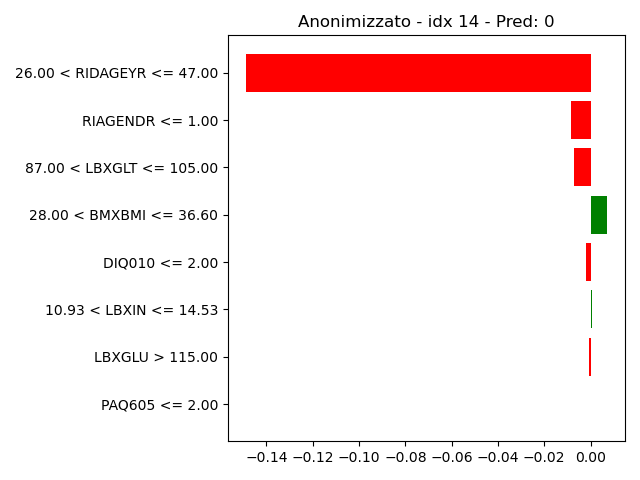 Anonimizzato - idx 14 - Pred: 0
26.00 < RIDAGEYR <= 47.00
RIAGENDR <= 1.00
87.00 < LBXGLT <= 105.00
28.00 < BMXBMI <= 36.60
DIQ010 <= 2.00
10.93 < LBXIN <= 14.53
LBXGLU > 115.00
PAQ605 <= 2.00
−0.14 −0.12 −0.10 −0.08 −0.06 −0.04 −0.02 0.00